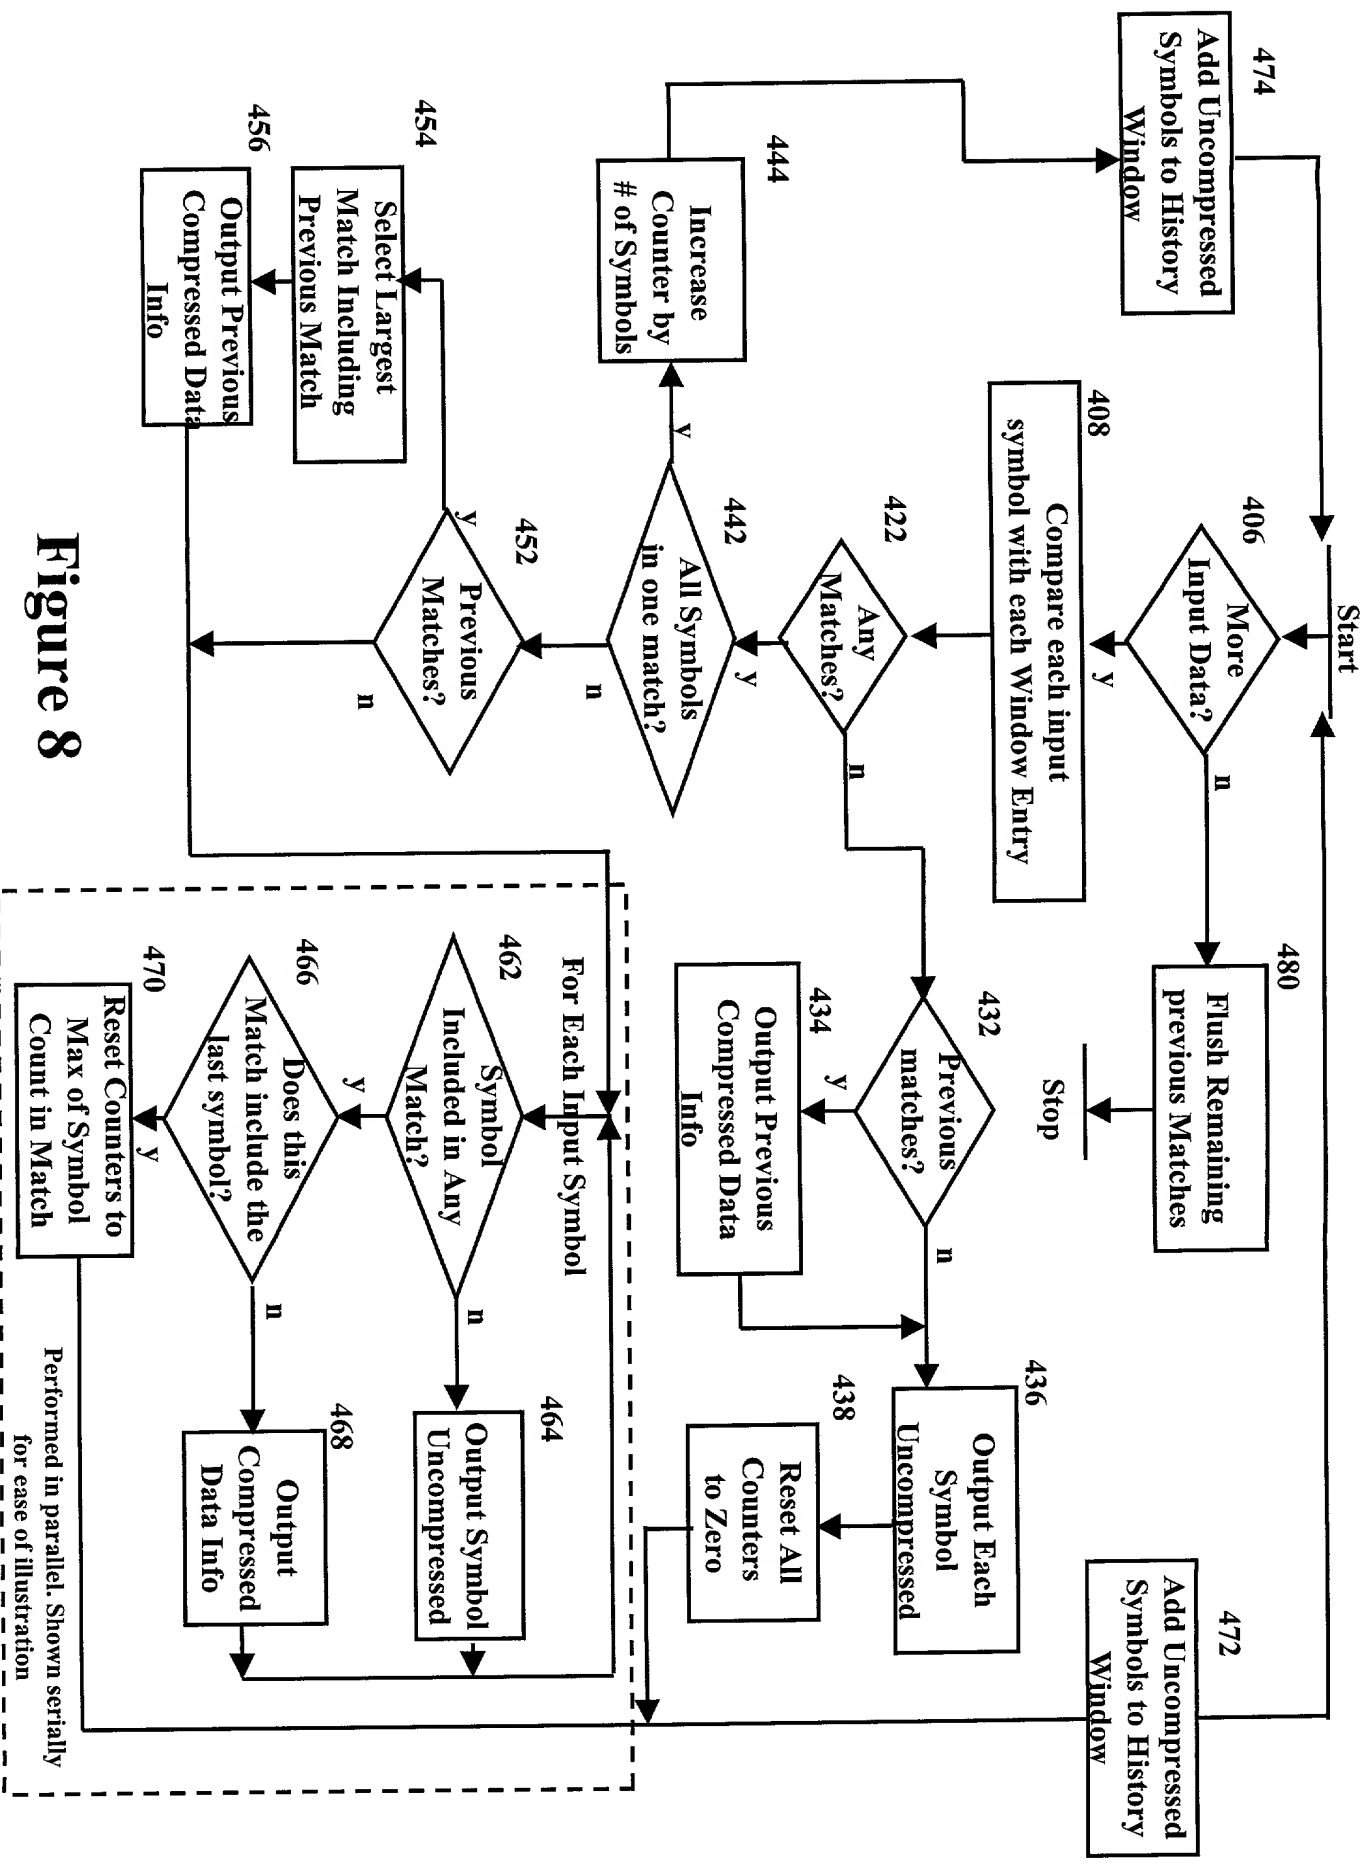 Start
474
Add Uncompressed
Symbols to History
Window
406
More
Input Data?
y
n
480
Flush Remaining
previous Matches
Stop
408
Compare each input
symbol with each Window Entry
422
Any
Matches?
y
n
432
Previous
matches?
y
n
434
Output Previous
Compressed Data
Info
436
Output Each
Symbol
Uncompressed
438
Reset All
Counters
to Zero
472
Add Uncompressed
Symbols to History
Window
442
All Symbols
in one match?
y
n
444
Increase
Counter by
# of Symbols
452
Previous
Matches?
y
n
454
Select Largest
Match Including
Previous Match
456
Output Previous
Compressed Data
Info
For Each Input Symbol
462
Symbol
Included in Any
Match?
y
n
464
Output Symbol
Uncompressed
466
Does this
Match include the
last symbol?
y
n
468
Output
Compressed
Data Info
470
Reset Counters to
Max of Symbol
Count in Match
Performed in parallel. Shown serially
for ease of illustration
Figure 8